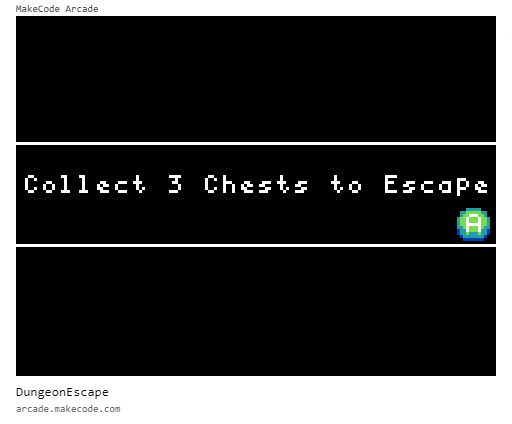 MakeCode Arcade
Collect 3 Chests to Escape
A
DungeonEscape
arcade.makecode.com